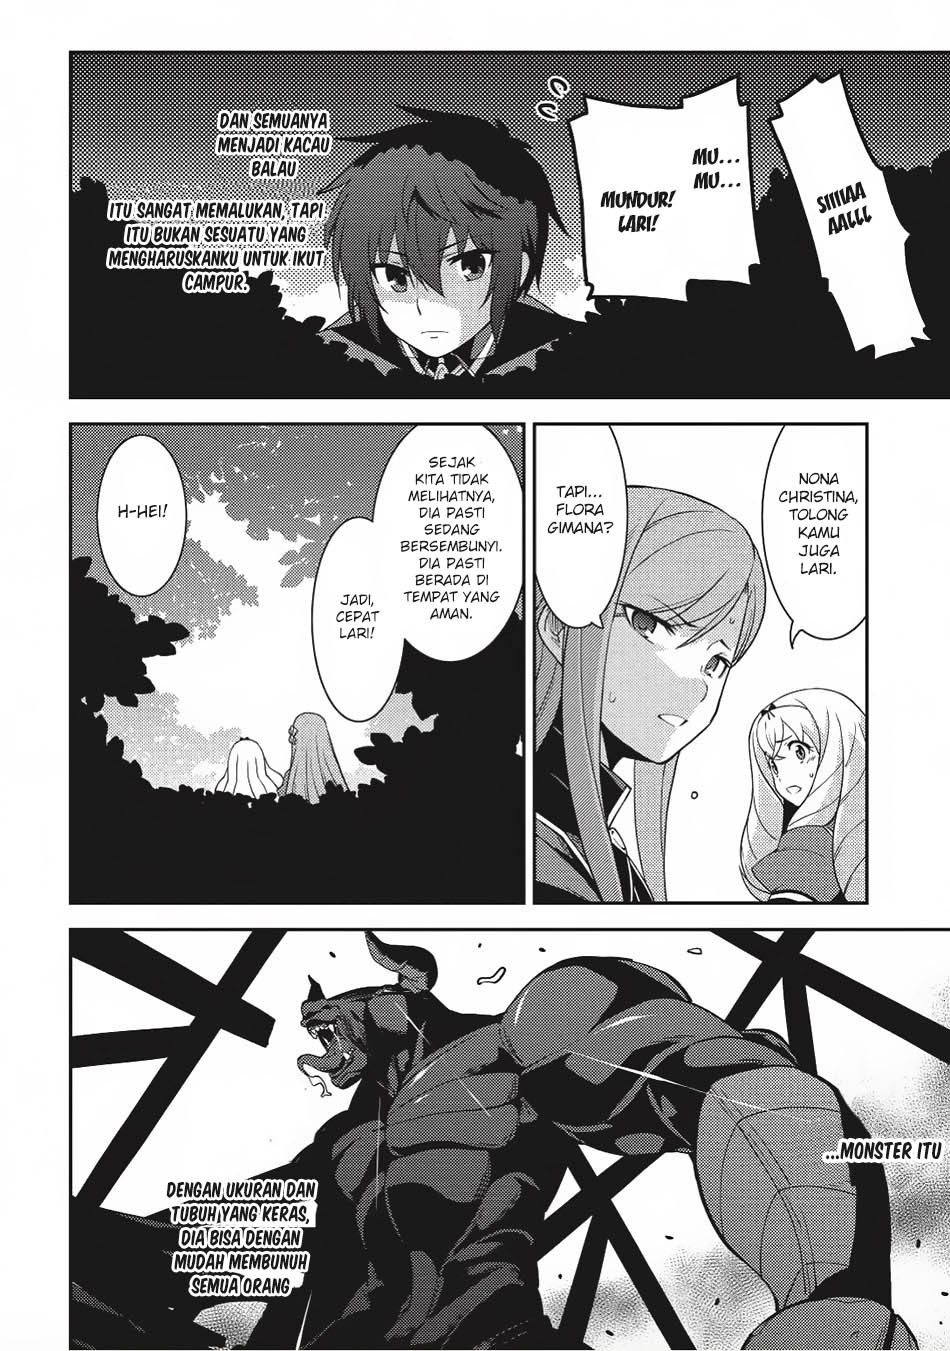 SIIIIAA
AALLL
MU...
MU...
MUNDUR!
LARI!
DAN SEMUANYA
MENJADI KACAU
BALAU
ITU SANGAT MEMALUKAN, TAPI
ITU BUKAN SESUATU YANG
MENGHARUSKANKU UNTUK IKUT
CAMPUR.
NONA
CHRISTINA,
TOLONG
KAMU
JUGA
LARI.
TAPI...
FLORA
GIMANA?
SEJAK
KITA TIDAK
MELIHATNYA,
DIA PASTI
SEDANG
BERSEMBUNYI.
DIA PASTI
BERADA DI
TEMPAT YANG
AMAN.
JADI,
CEPAT
LARI!
H-HEI!
...MONSTER ITU
DENGAN UKURAN DAN
TUBUH YANG KERAS,
DIA BISA DENGAN
MUDAH MEMBUNUH
SEMUA ORANG